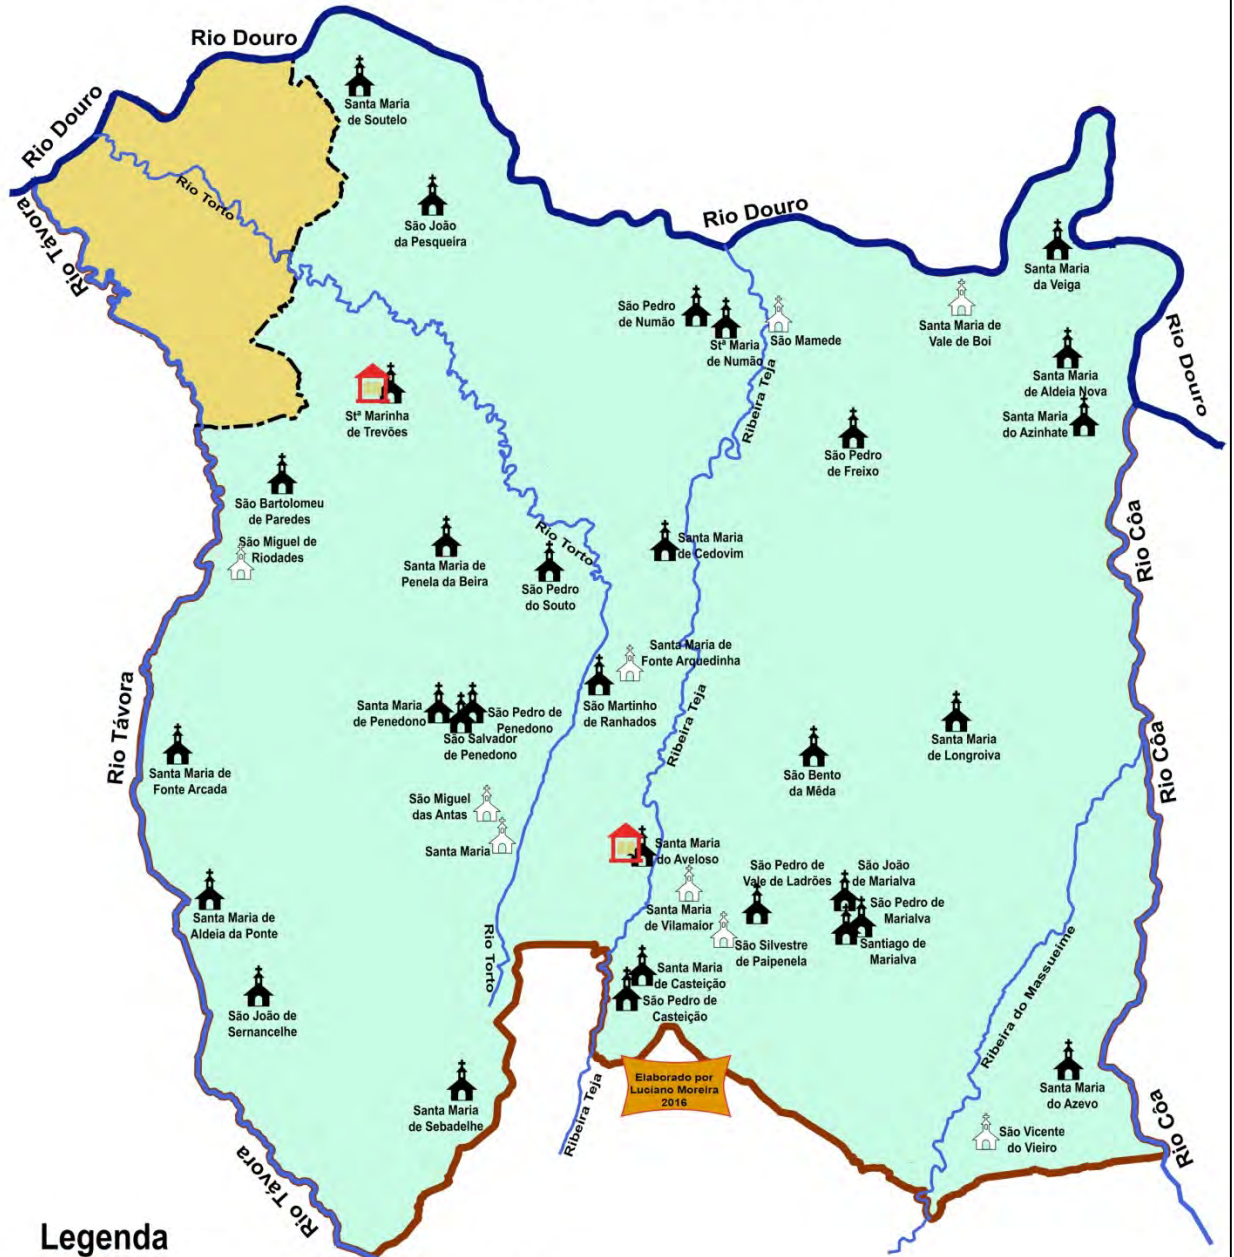 Rio Douro
Santa Maria
de Soutelo
Rio Douro
Rio Torto
Rio Távora
São João
da Pesqueira
Rio Douro
Santa Maria
da Veiga
São Pedro
de Numão
Stª Maria
de Numão
São Mamede
Santa Maria de
Vale de Boi
Rio Douro
Santa Maria
de Aldeia Nova
Ribeira Teja
Stª Marinha
de Trevões
Santa Maria
do Azinhate
São Pedro
de Freixo
São Bartolomeu
de Paredes
São Miguel de
Riodades
Santa Maria de
Penela da Beira
Rio Torto
São Pedro
do Souto
Santa Maria
de Cedovim
Rio Côa
Santa Maria de
Fonte Arquedinha
São Martinho
de Ranhados
Ribeira Teja
Rio Távora
Santa Maria
de Penedono
São Pedro de
Penedono
São Salvador
de Penedono
Santa Maria de
Fonte Arcada
Santa Maria
de Longroiva
São Bento
da Mêda
Rio Côa
São Miguel
das Antas
Santa Maria
Santa Maria
do Aveloso
São Pedro de
Vale de Ladrões
São João
de Marialva
São Pedro de
Marialva
Santiago de
Marialva
Santa Maria
de Vilamaior
São Silvestre
de Paipenela
Santa Maria de
Aldeia da Ponte
Rio Torto
Santa Maria
de Casteição
São Pedro de
Casteição
São João de
Sernancelhe
Ribeira do Massueime
Elaborado por
Luciano Moreira
2016
Santa Maria
do Azevo
Santa Maria
de Sebadelhe
Ribeira Teja
São Vicente
do Vieiro
Rio Côa
Rio Távora
Legenda